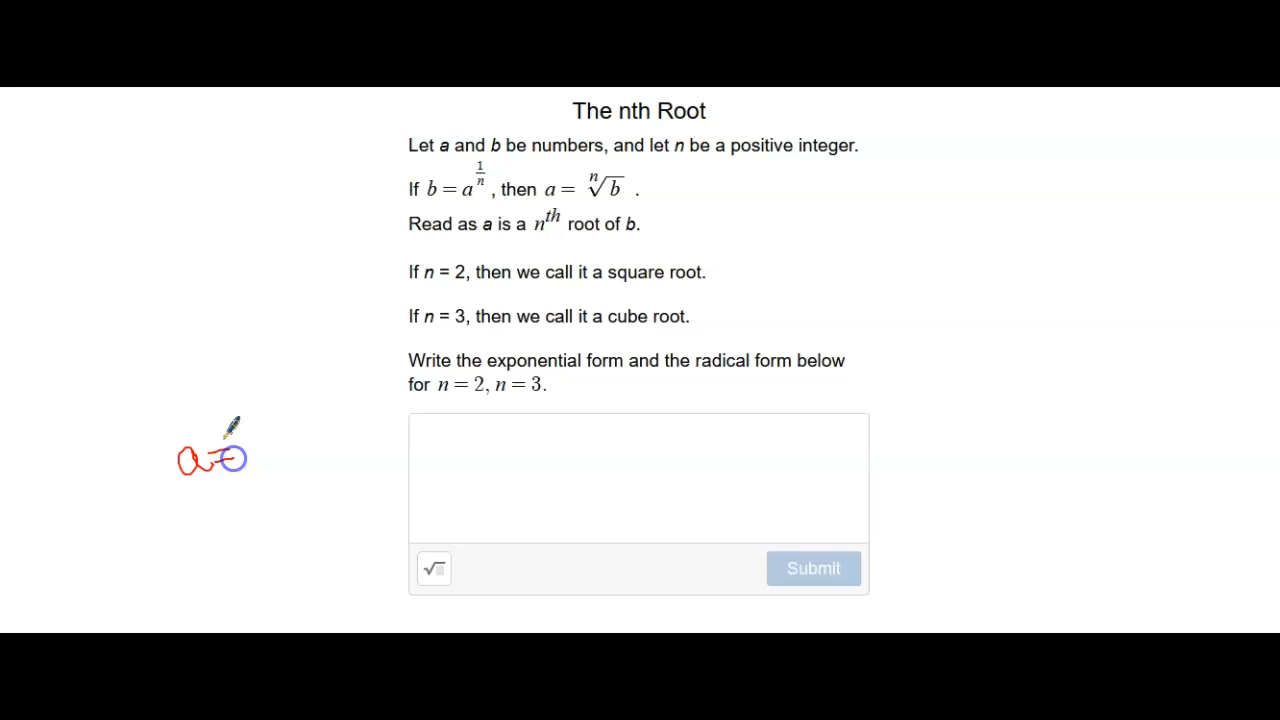 The nth Root
Let a and b be numbers, and let n be a positive integer.
If b = a^{1/n}, then a = \sqrt[n]{b} .
Read as a is a n^{th} root of b.
If n = 2, then we call it a square root.
If n = 3, then we call it a cube root.
Write the exponential form and the radical form below
for n = 2, n = 3.
a=
√
Submit